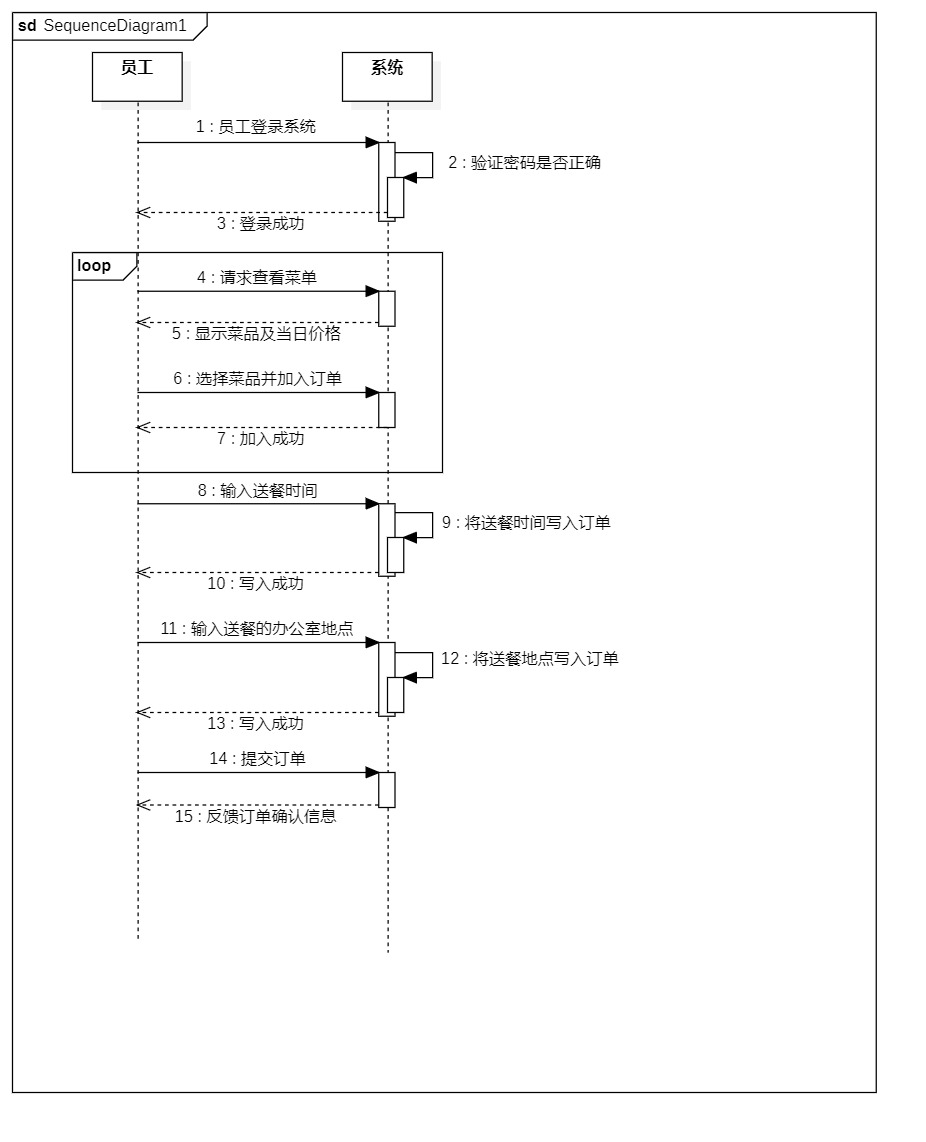 sd SequenceDiagram1
员工
系统
1 : 员工登录系统
2 : 验证密码是否正确
3 : 登录成功
loop
4 : 请求查看菜单
5 : 显示菜品及当日价格
6 : 选择菜品并加入订单
7 : 加入成功
8 : 输入送餐时间
9 : 将送餐时间写入订单
10 : 写入成功
11 : 输入送餐的办公室地点
12 : 将送餐地点写入订单
13 : 写入成功
14 : 提交订单
15 : 反馈订单确认信息